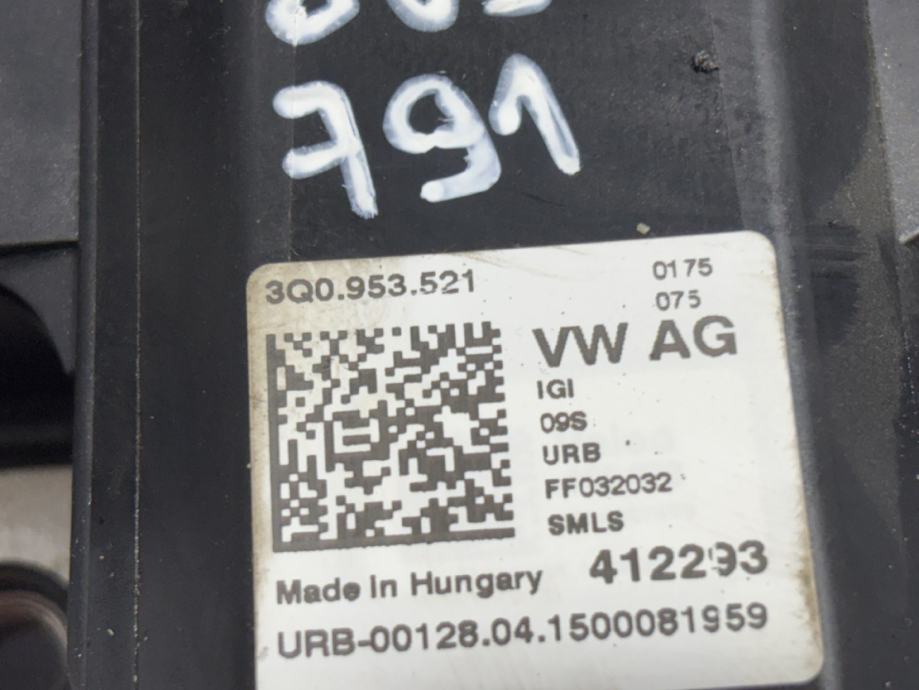 791
3Q0.953.521
0175
075
VW AG
IGI
09S
URB
FF032032
SMLS
412293
Made in Hungary
URB-00128.04.1500081959